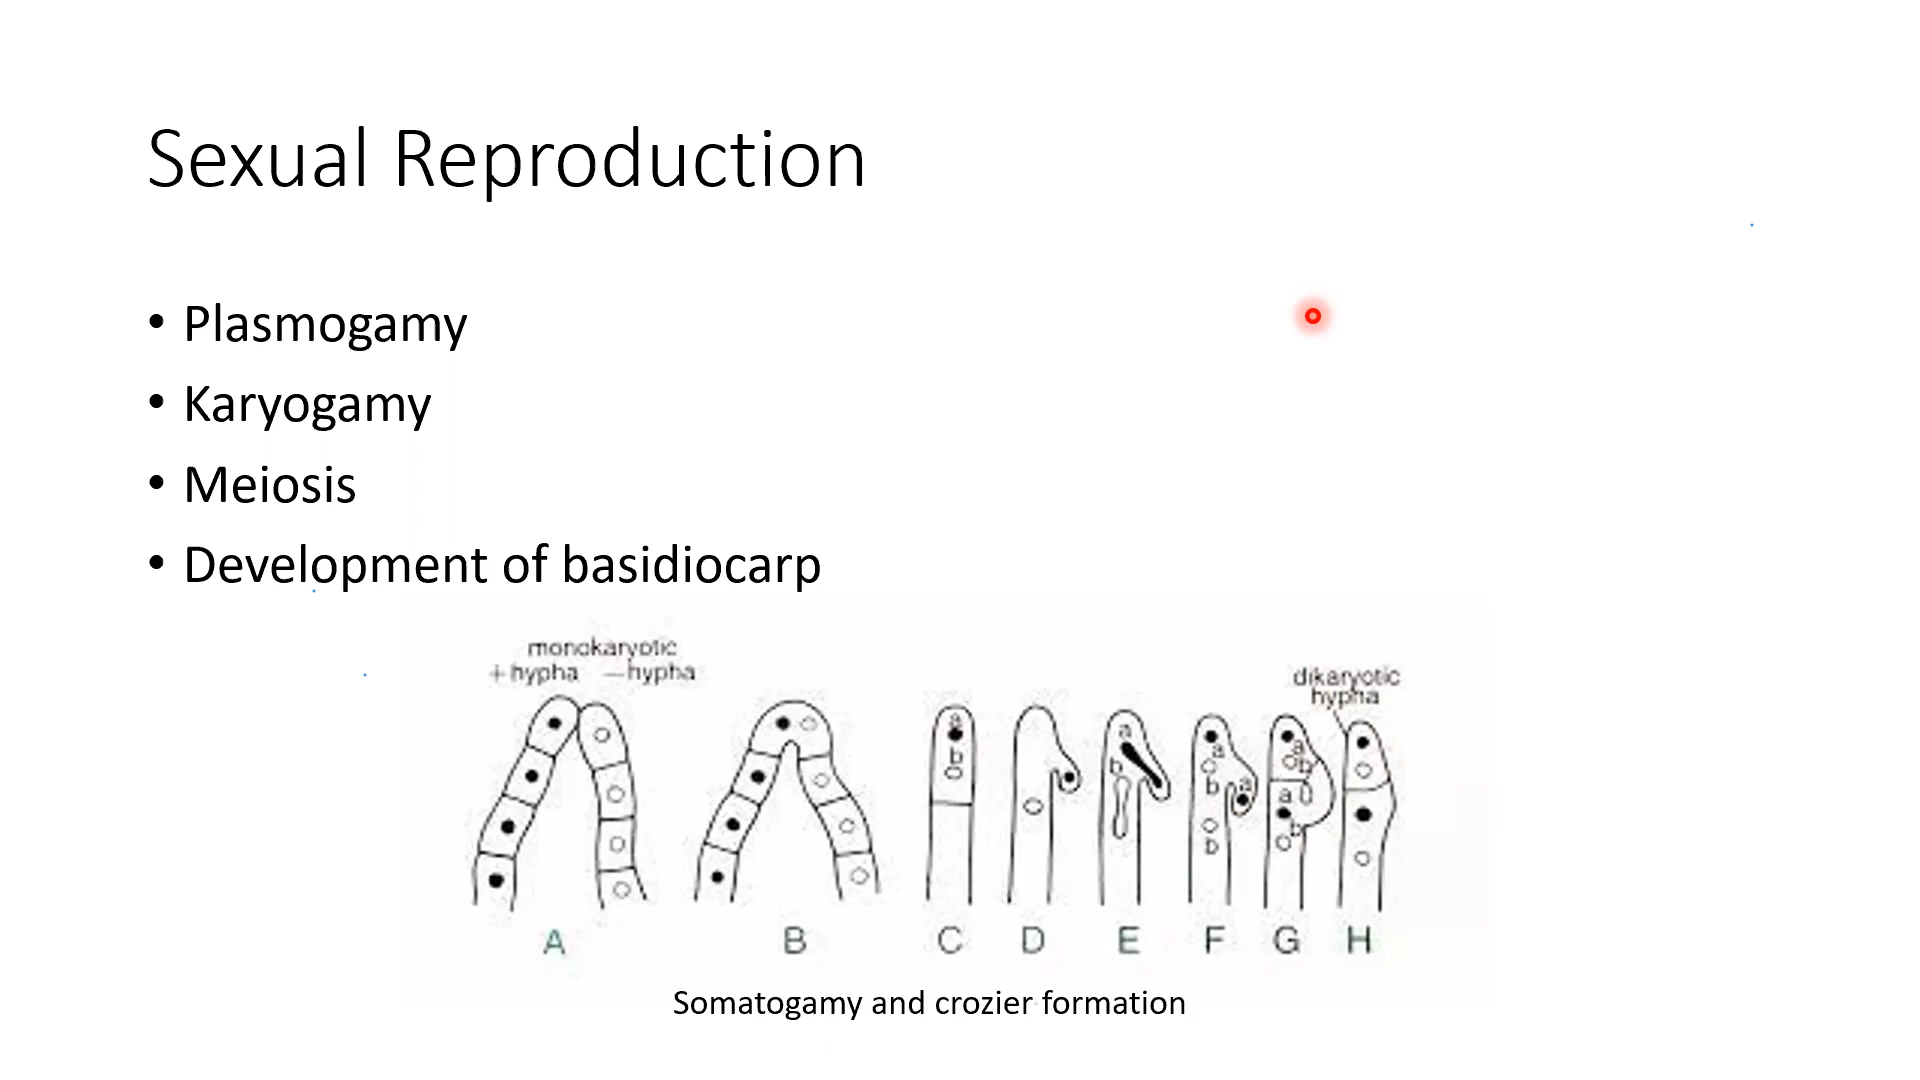 Sexual Reproduction
• Plasmogamy
• Karyogamy
• Meiosis
• Development of basidiocarp
monokaryotic
+hypha —hypha
dikaryotic
hypha
a
b
a
b
a
b
a
b
a
b
a
b
A B C D E F G H
Somatogamy and crozier formation